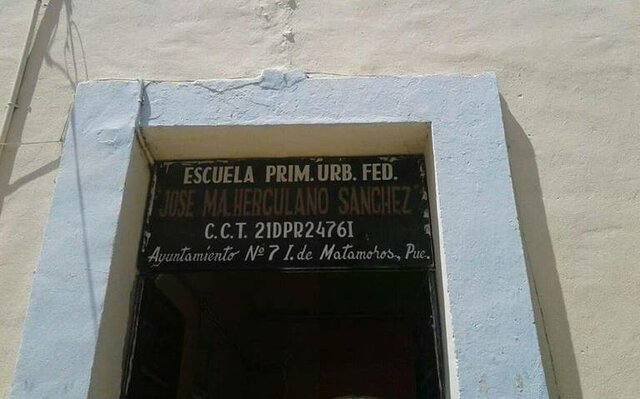 ESCUELA PRIM. URB. FED.
JOSE MA. HERCULANO SANCHEZ
C.C.T. 21DPR2476I
Ayuntamiento Nº 7 I. de Matamoros, Pue.